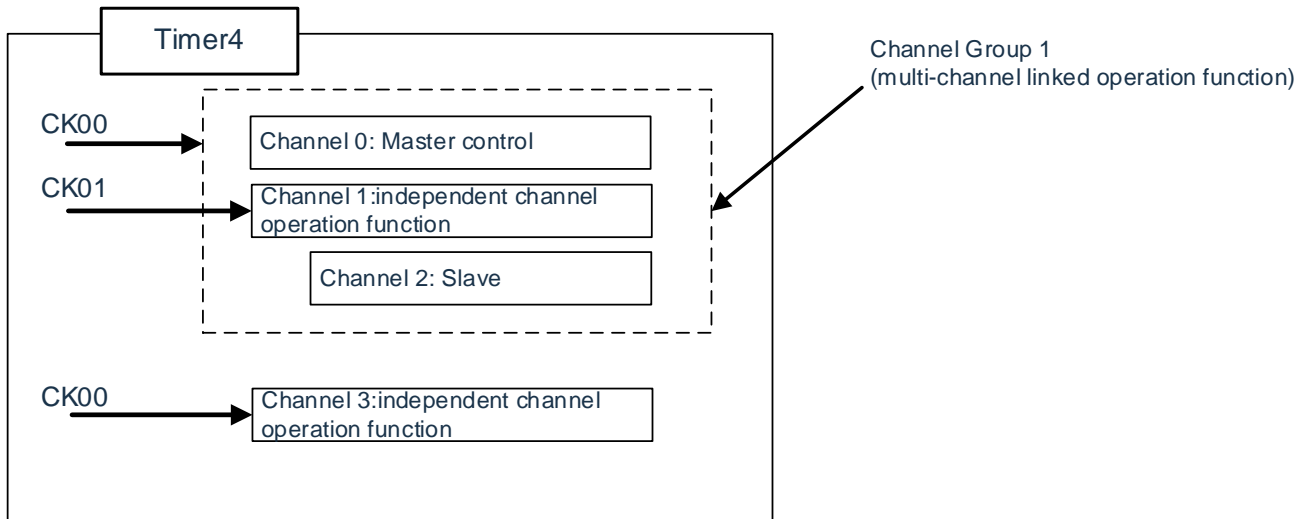 Timer4
Channel Group 1
(multi-channel linked operation function)
CK00
Channel 0: Master control
CK01
Channel 1:independent channel
operation function
Channel 2: Slave
CK00
Channel 3:independent channel
operation function